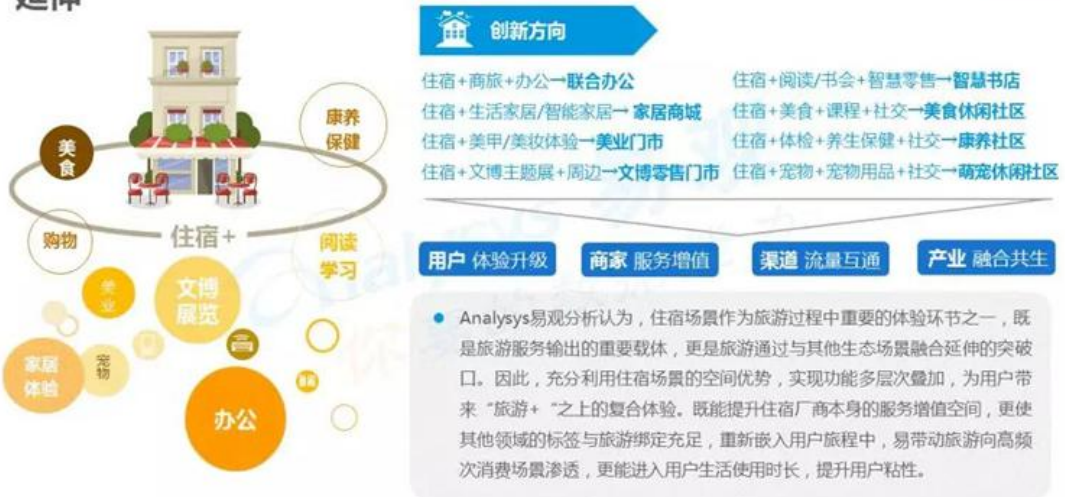 延伸
创新方向
住宿+商旅+办公→联合办公
住宿+生活家居/智能家居→家居商城
住宿+美甲/美妆体验→美业门市
住宿+文博主题展+周边→文博零售门市
住宿+阅读/书会+智慧零售→智慧书店
住宿+美食+课程+社交→美食休闲社区
住宿+体检+养生保健+社交→康养社区
住宿+宠物+宠物用品+社交→萌宠休闲社区
康养
保健
美
食
购物
住宿+
阅读
学习
美
业
文博
展览
家居
体验
宠
物
办公
用户 体验升级
商家 服务增值
渠道 流量互通
产业 融合共生
● Analysys易观分析认为，住宿场景作为旅游过程中重要的体验环节之一，既
是旅游服务输出的重要载体，更是旅游通过与其他生态场景融合延伸的突破
口。因此，充分利用住宿场景的空间优势，实现功能多层次叠加，为用户带
来“旅游+“之上的复合体验。既能提升住宿厂商本身的服务增值空间，更使
其他领域的标签与旅游绑定充足，重新嵌入用户旅程中，易带动旅游向高频
次消费场景渗透，更能进入用户生活使用时长，提升用户粘性。